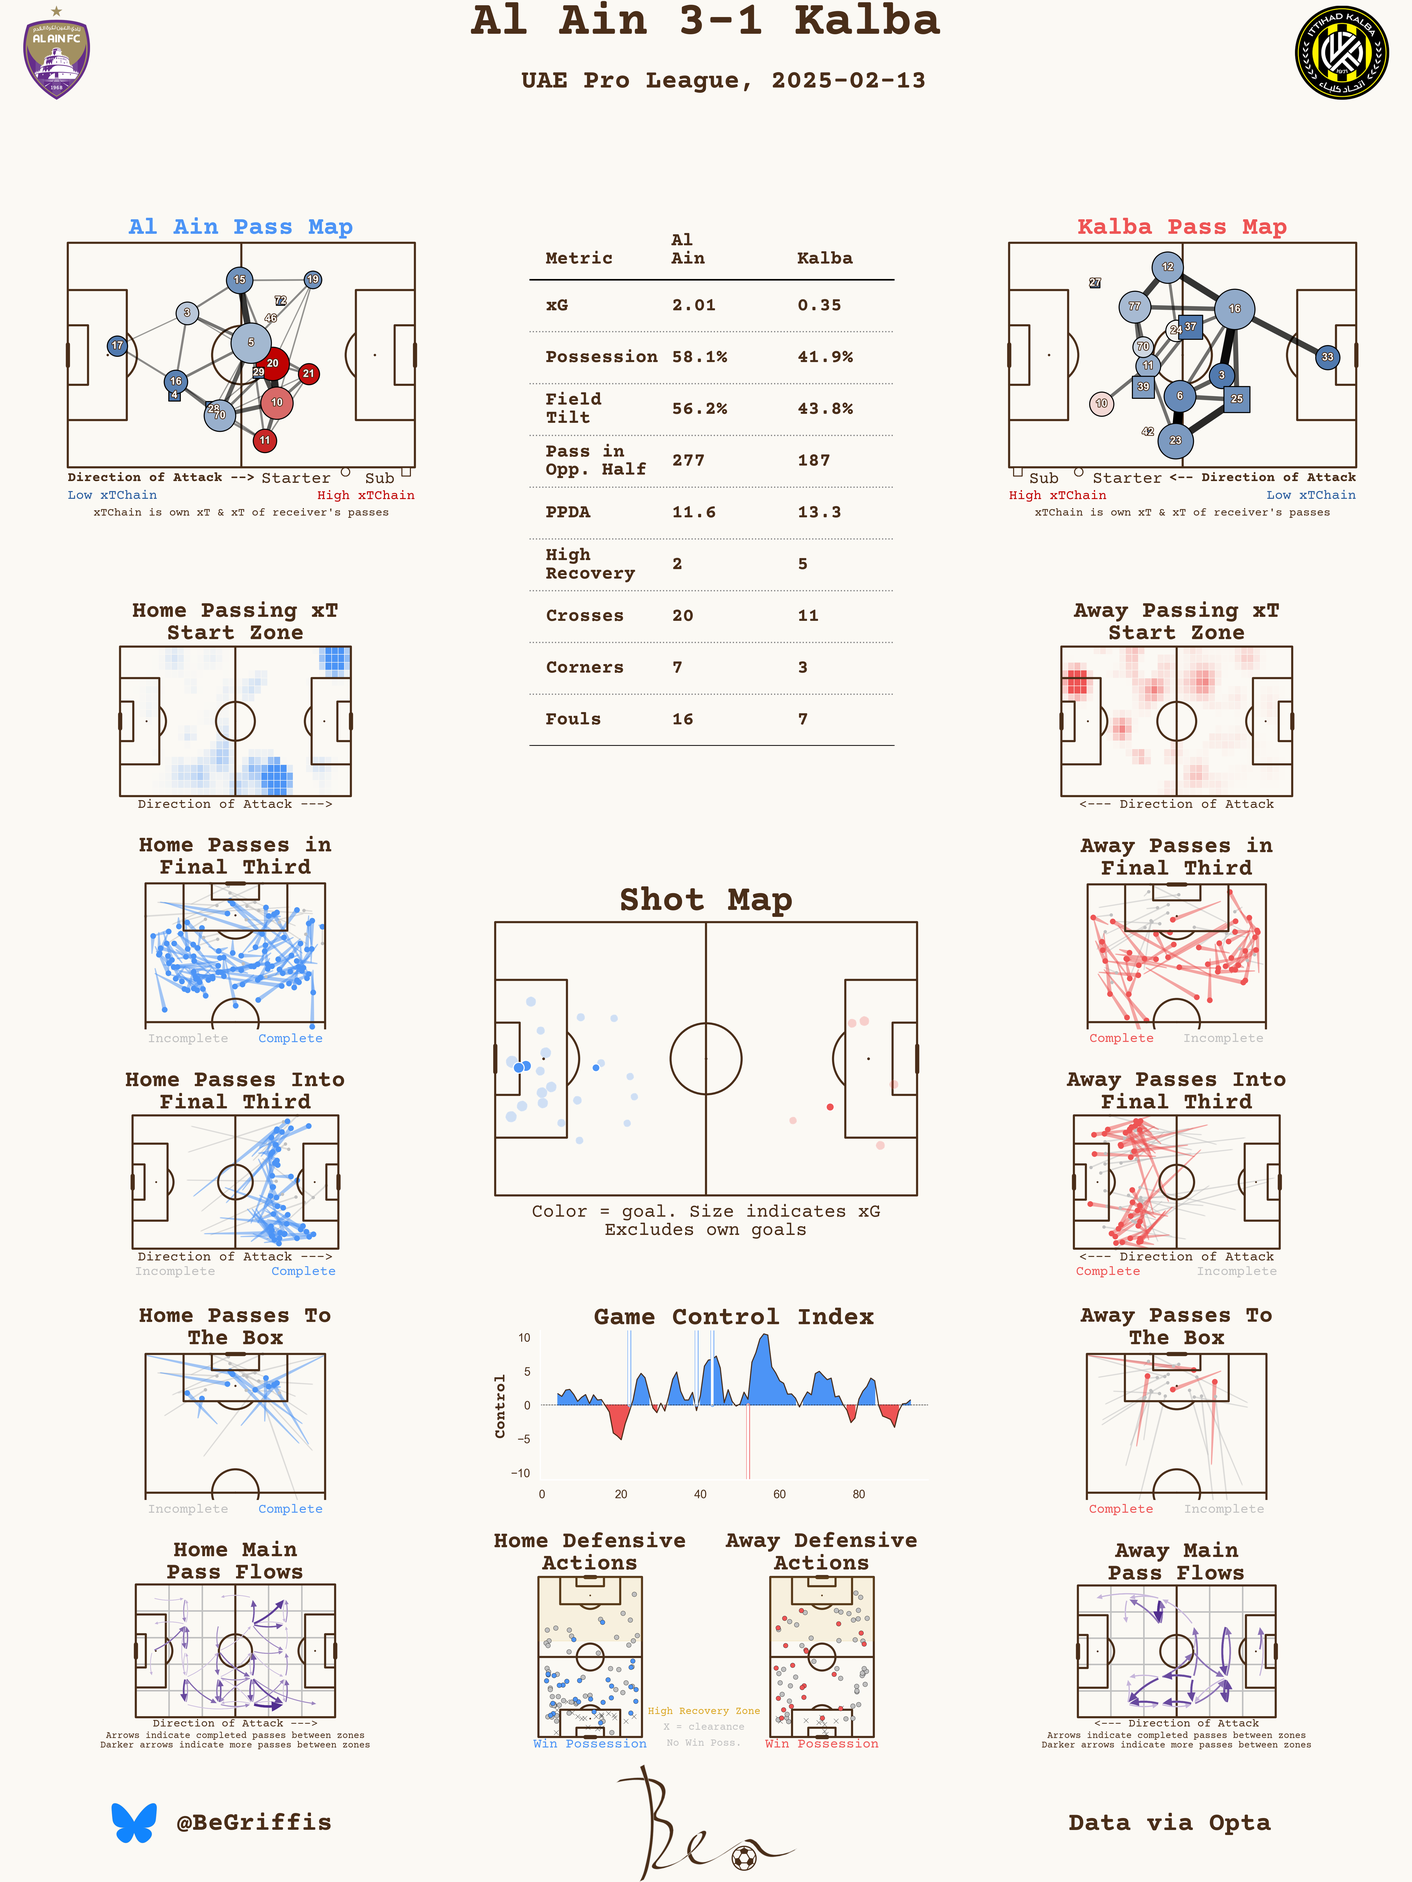 Al Ain 3-1 Kalba
UAE Pro League, 2025-02-13
AL AIN FC
1968
ITTIHAD KALBA
1971
اتحاد كلباء
Al Ain Pass Map
15
19
72
46
3
5
17
20
29
21
16
4
10
28
70
11
Direction of Attack --> Starter Sub
Low xTChain High xTChain
xTChain is own xT & xT of receiver's passes
Metric Al Ain Kalba
xG 2.01 0.35
Possession 58.1% 41.9%
Field Tilt 56.2% 43.8%
Pass in Opp. Half 277 187
PPDA 11.6 13.3
High Recovery 2 5
Crosses 20 11
Corners 7 3
Fouls 16 7
Kalba Pass Map
12
27
77
16
24
37
70
33
11
3
39
6
25
10
42
23
Sub Starter <-- Direction of Attack
High xTChain Low xTChain
xTChain is own xT & xT of receiver's passes
Home Passing xT
Start Zone
Direction of Attack --->
Away Passing xT
Start Zone
<--- Direction of Attack
Home Passes in
Final Third
Incomplete Complete
Away Passes in
Final Third
Complete Incomplete
Shot Map
Color = goal. Size indicates xG
Excludes own goals
Home Passes Into
Final Third
Direction of Attack --->
Incomplete Complete
Away Passes Into
Final Third
<--- Direction of Attack
Complete Incomplete
Home Passes To
The Box
Incomplete Complete
Game Control Index
Control
10
5
0
−5
−10
0 20 40 60 80
Away Passes To
The Box
Complete Incomplete
Home Main
Pass Flows
Direction of Attack --->
Arrows indicate completed passes between zones
Darker arrows indicate more passes between zones
Home Defensive
Actions
Win Possession
Away Defensive
Actions
Win Possession
High Recovery Zone
X = clearance
No Win Poss.
Away Main
Pass Flows
<--- Direction of Attack
Arrows indicate completed passes between zones
Darker arrows indicate more passes between zones
@BeGriffis
Ben
Data via Opta